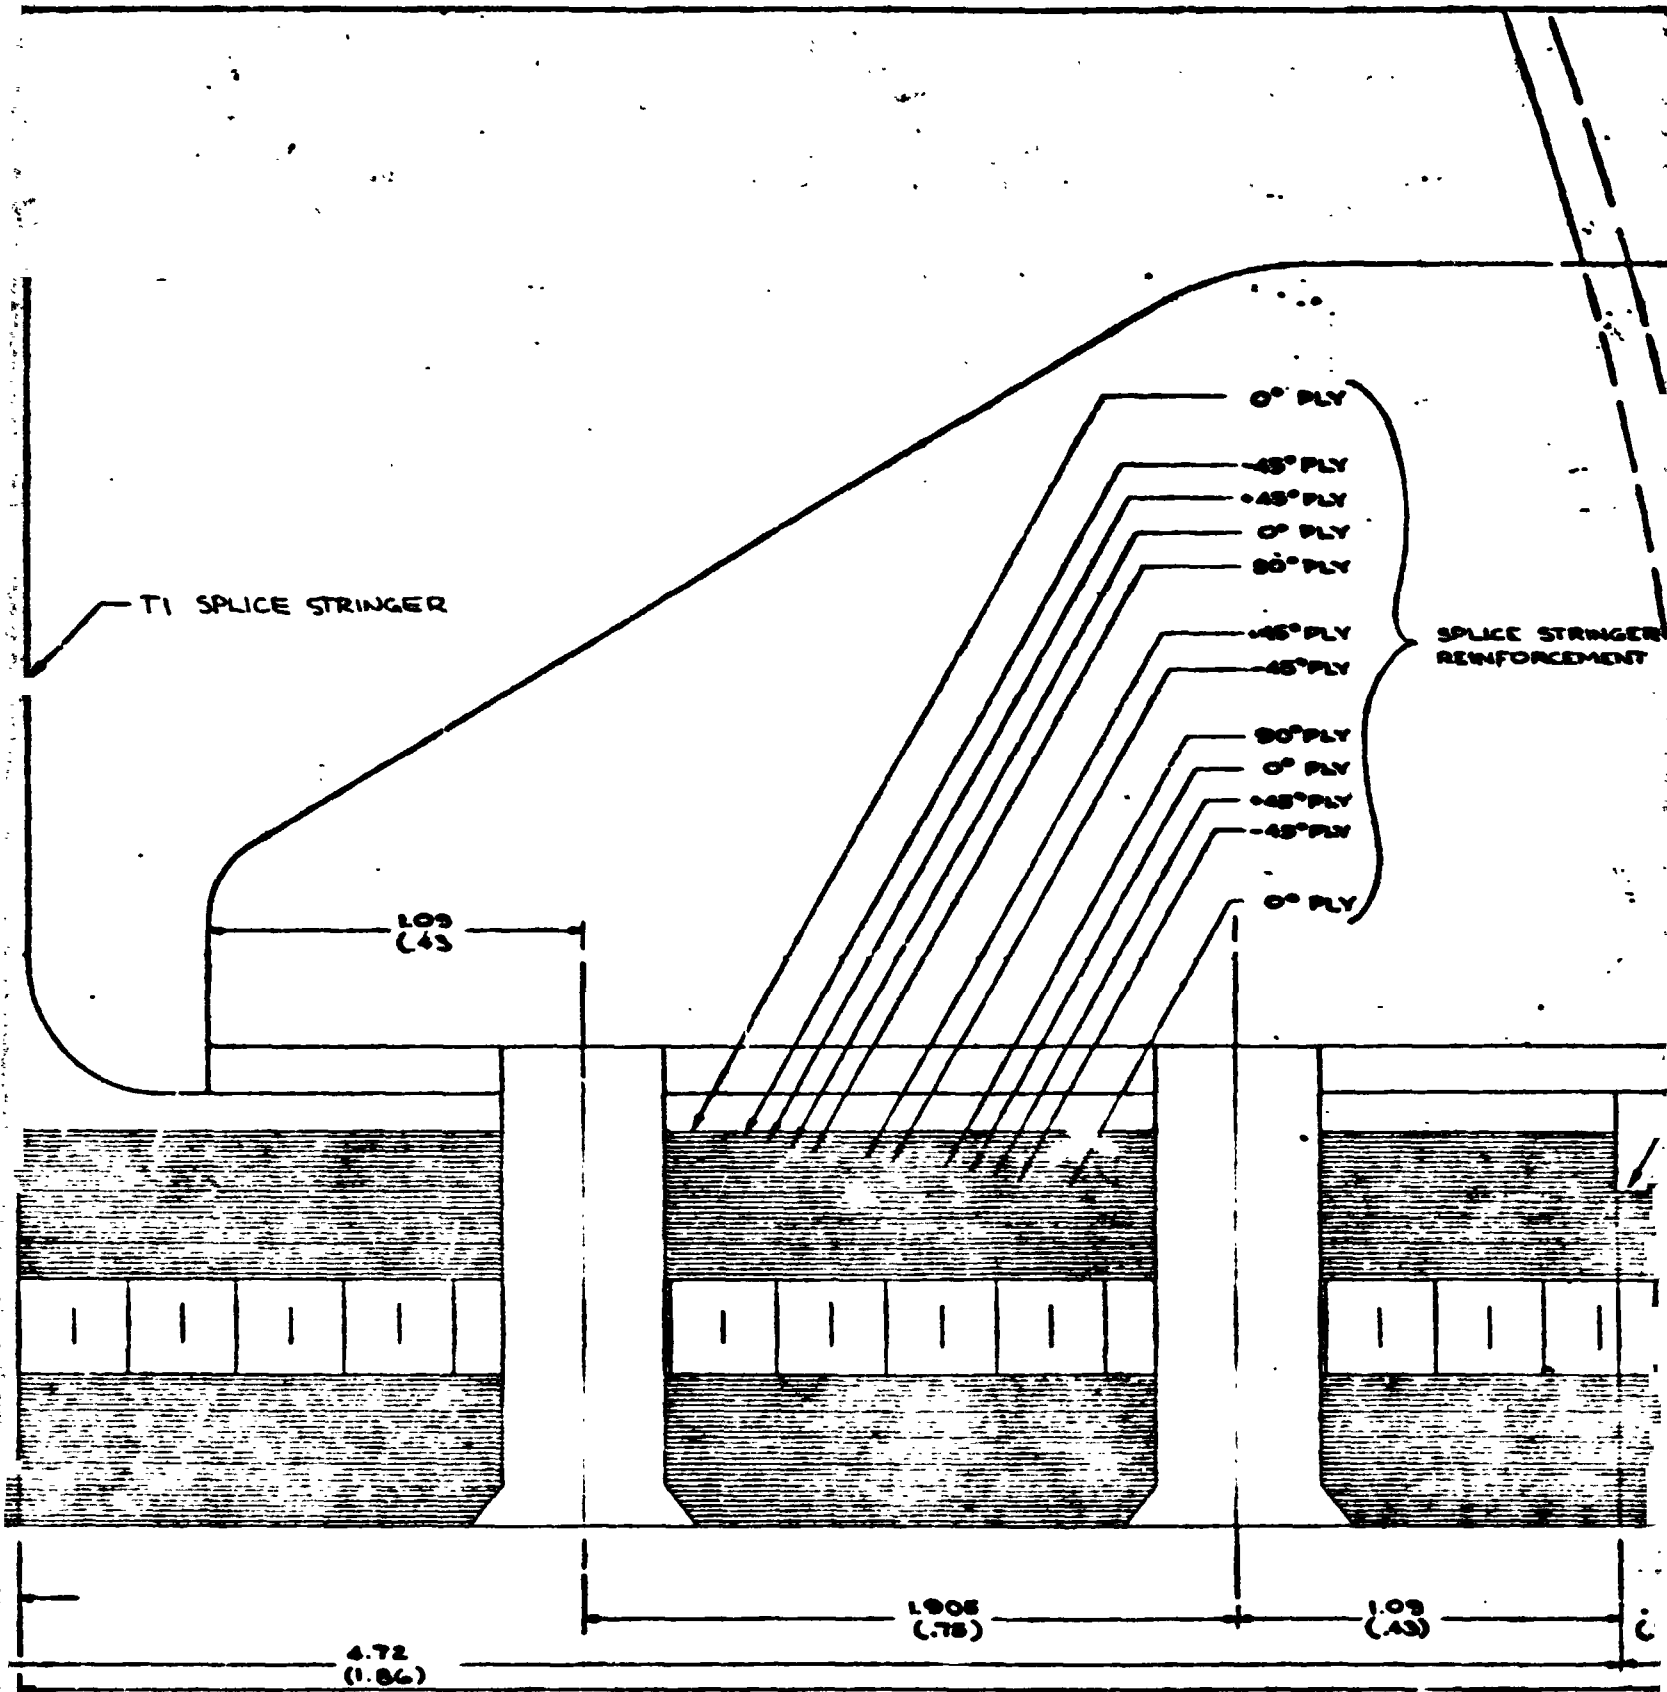 0° PLY
-45° PLY
+45° PLY
0° PLY
90° PLY
+45° PLY
-45° PLY
90° PLY
0° PLY
+45° PLY
-45° PLY
0° PLY
TI SPLICE STRINGER
SPLICE STRINGER
REINFORCEMENT
1.09
(.43
1.905
(.75)
1.09
(.43)
4.72
(1.86)